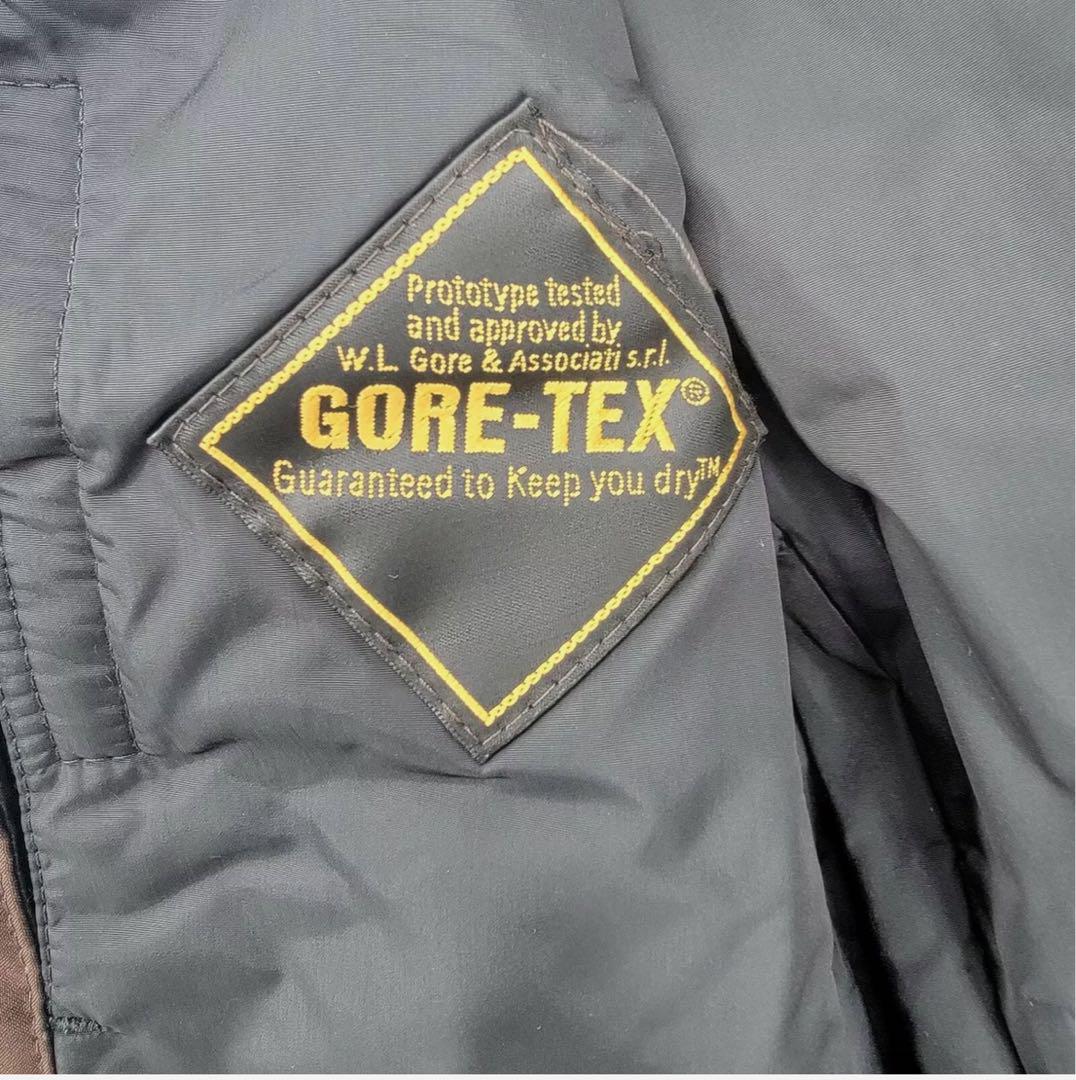 Prototype tested
and approved by
W.L. Gore & Associati s.r.l.
GORE-TEX®
Guaranteed to Keep you dry™